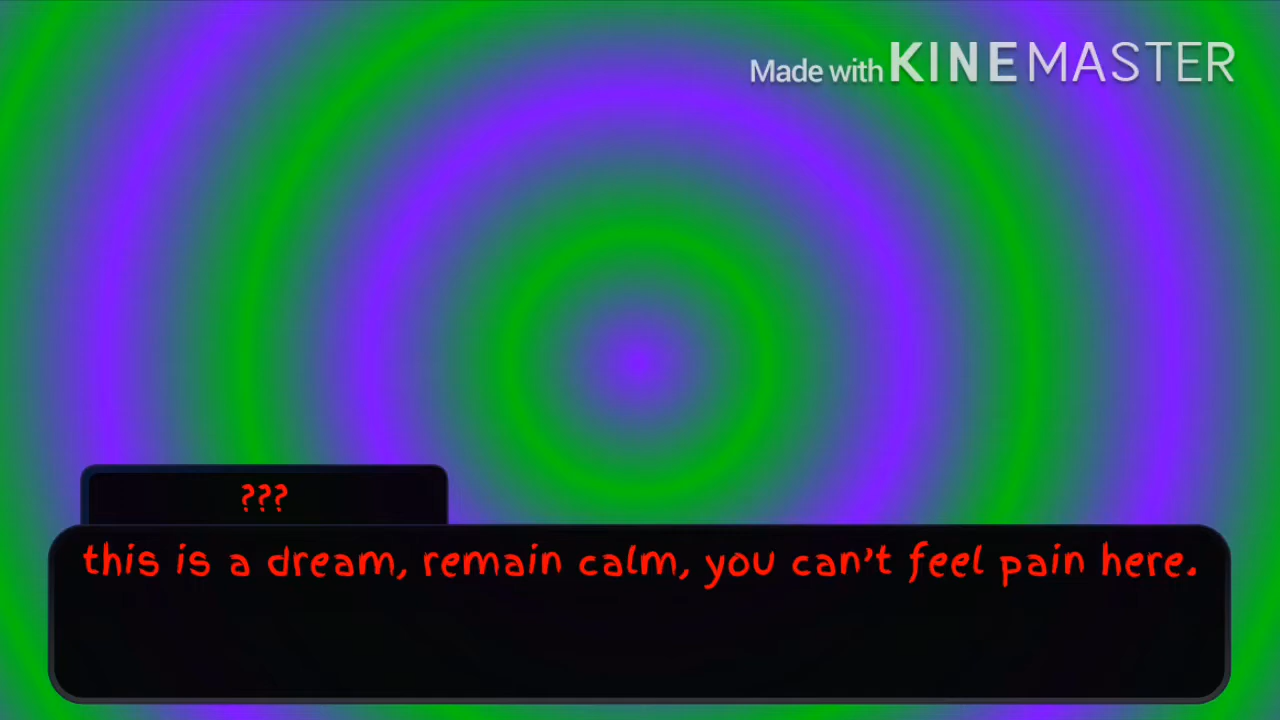 Made with KINEMASTER
???
this is a dream, remain calm, you can't feel pain here.